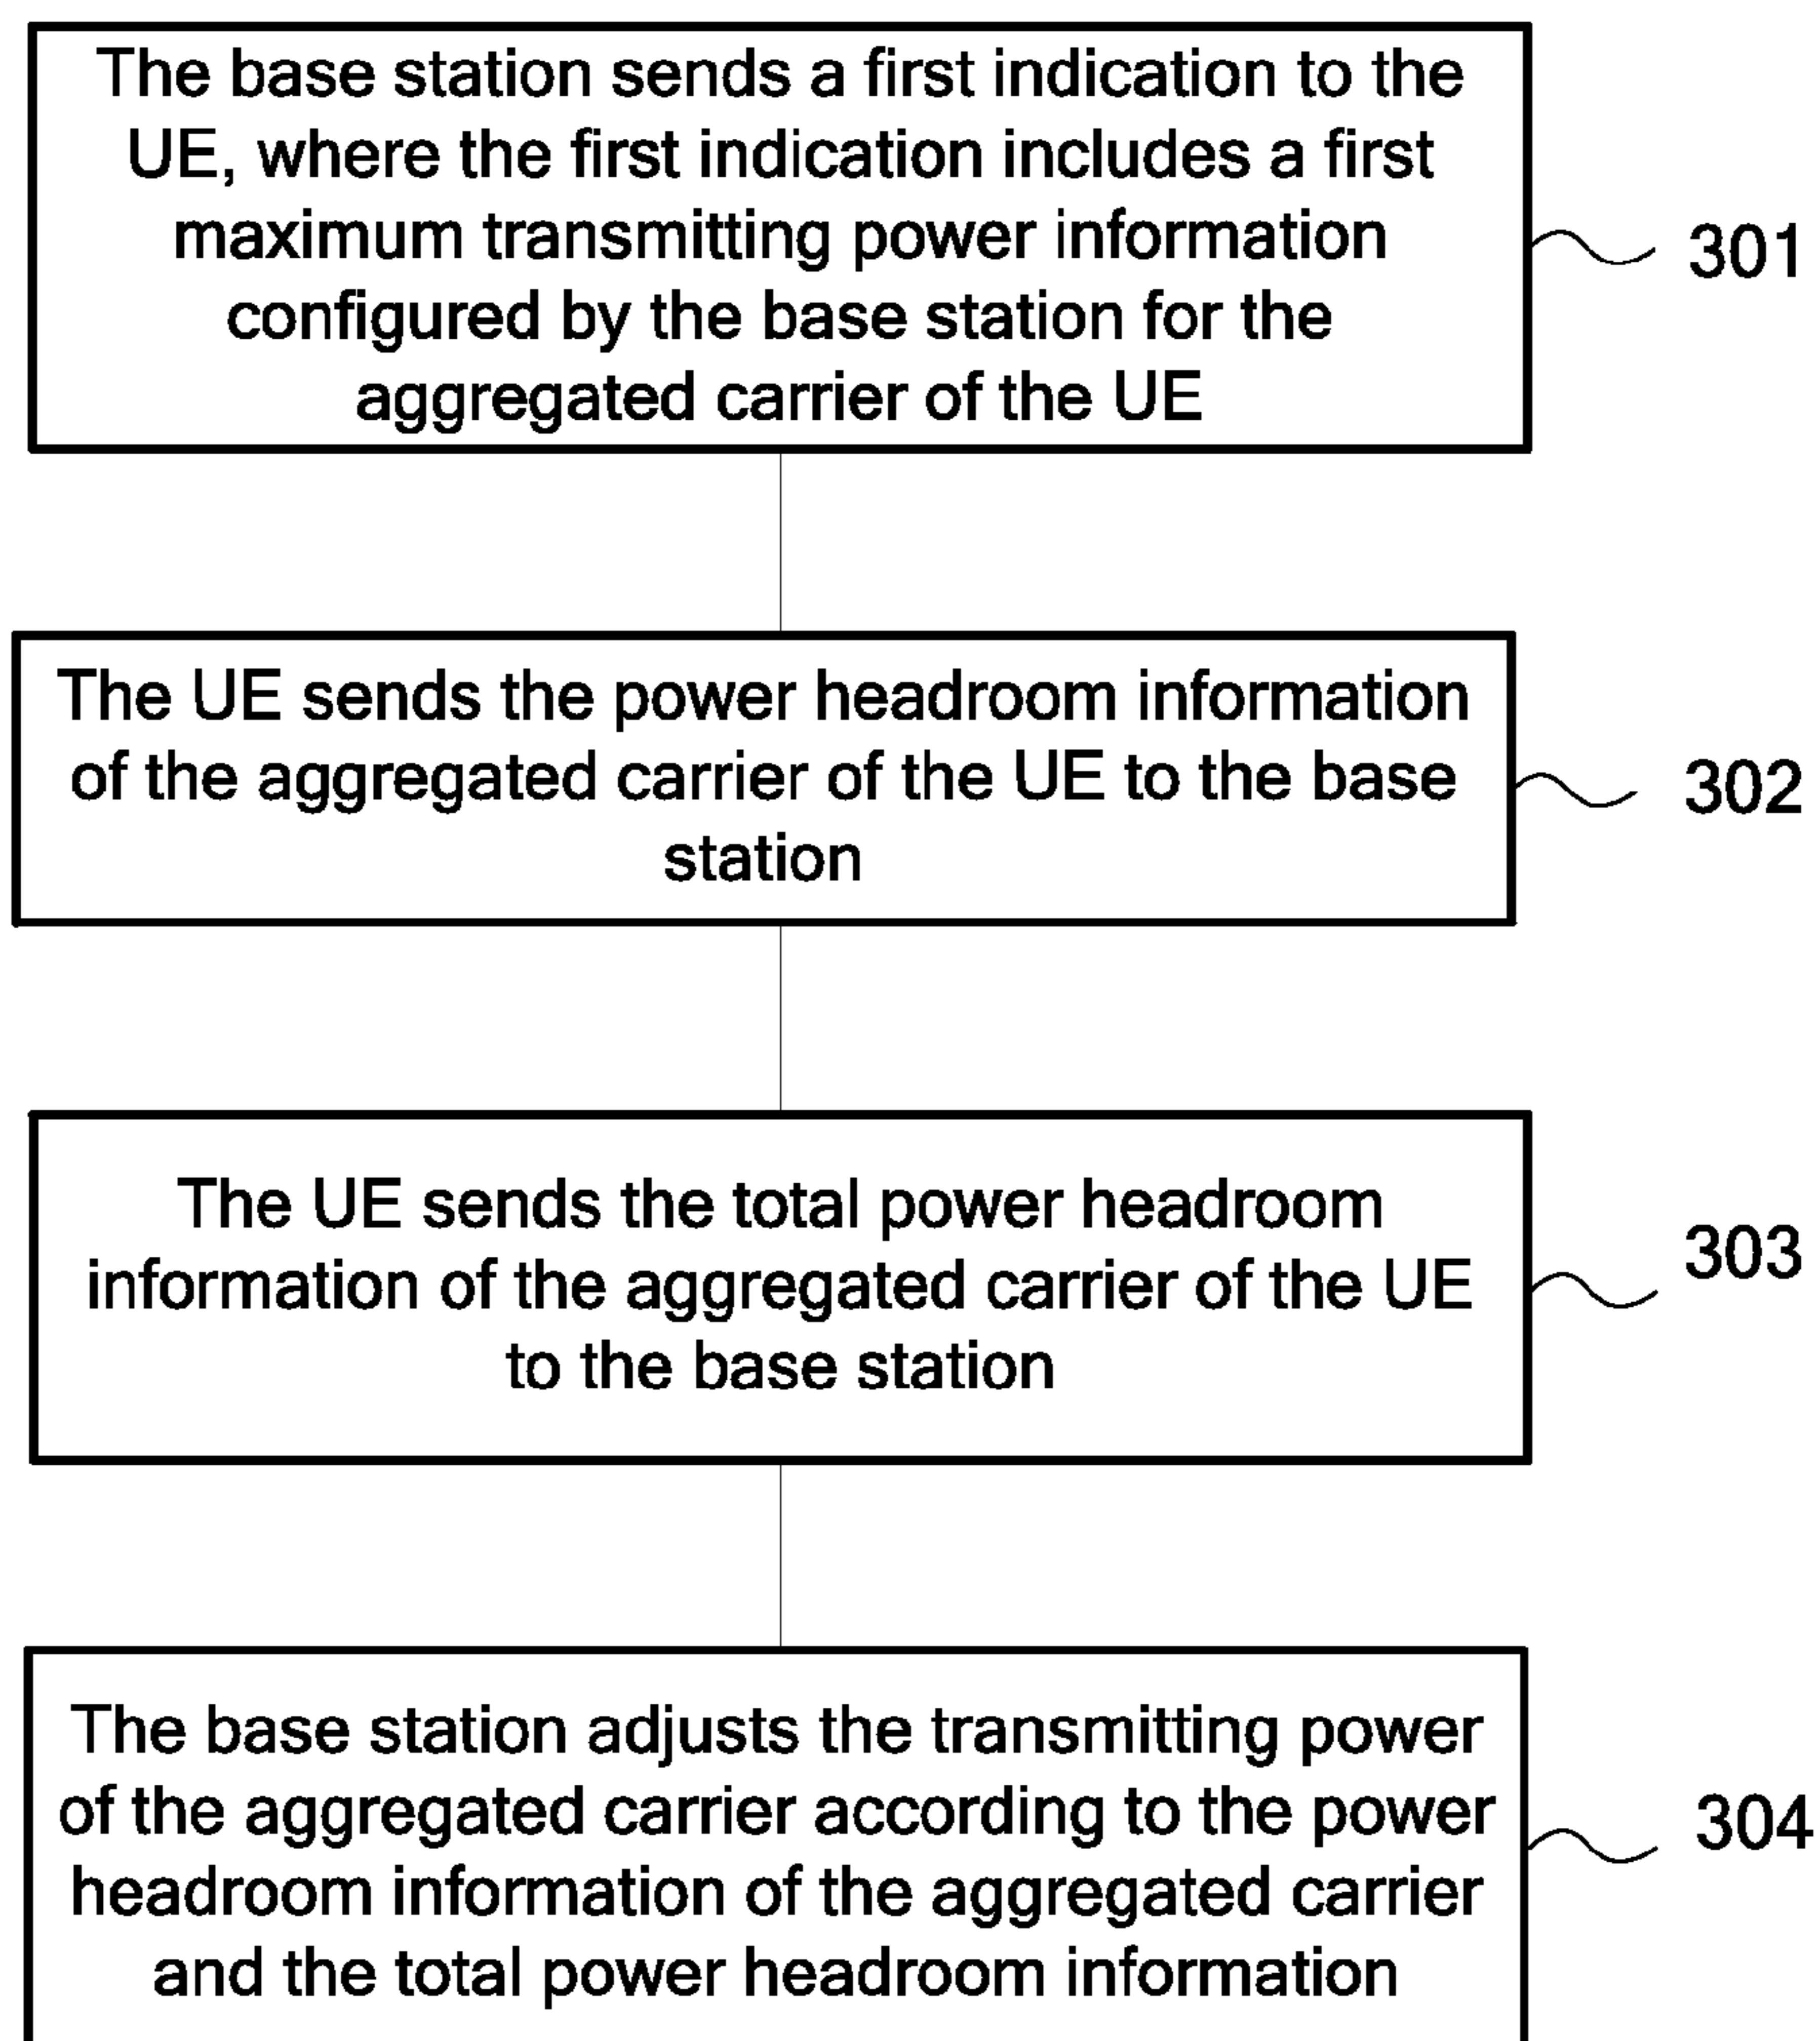 The base station sends a first indication to the
UE, where the first indication includes a first
maximum transmitting power information
configured by the base station for the
aggregated carrier of the UE
301
The UE sends the power headroom information
of the aggregated carrier of the UE to the base
station
302
The UE sends the total power headroom
information of the aggregated carrier of the UE
to the base station
303
The base station adjusts the transmitting power
of the aggregated carrier according to the power
headroom information of the aggregated carrier
and the total power headroom information
304